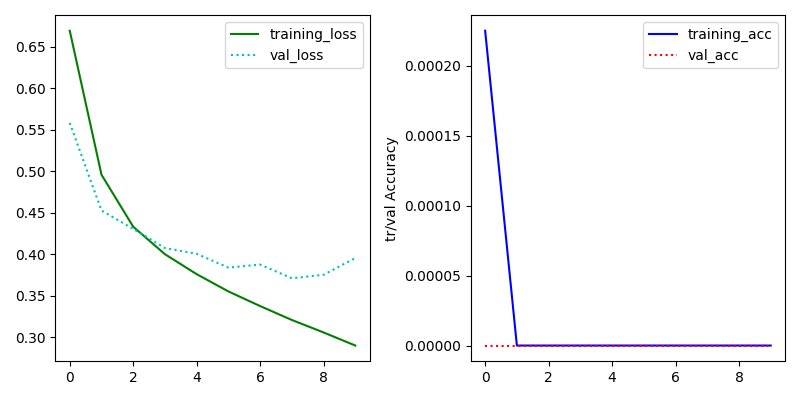 training_loss
val_loss
0.65
0.60
0.55
0.50
0.45
0.40
0.35
0.30
0 2 4 6 8
training_acc
val_acc
tr/val Accuracy
0.00020
0.00015
0.00010
0.00005
0.00000
0 2 4 6 8